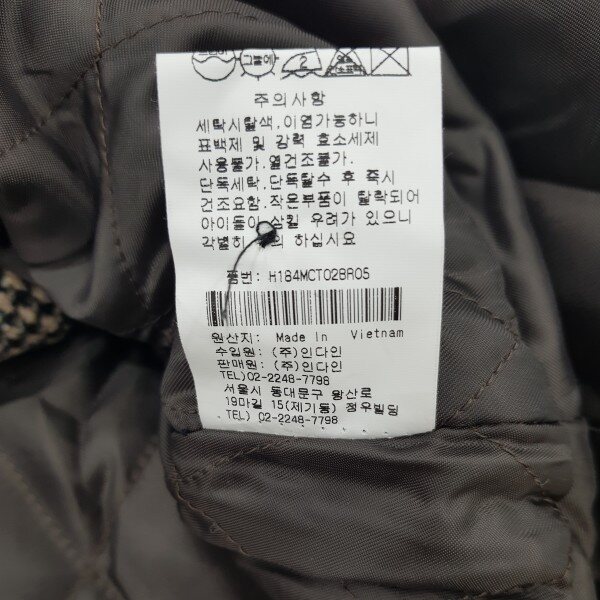 그늘에
2
주의사항
세탁시탈색,이염가능하니
표백제 및 강력 효소세제
사용불가.열건조불가.
단독세탁,단독탈수 후 즉시
건조요함.작은부품이 탈락되어
아이들이 삼킬 우려가 있으니
각별히 의 하십시요
품번: H184MCT028R05
원산지: Made In Vietnam
수입원: (주)인다인
판매원: (주)인다인
TEL)02-2248-7798
서울시 동대문구 왕산로
19마길 15(제기동) 정우빌딩
TEL) 02-2248-7798